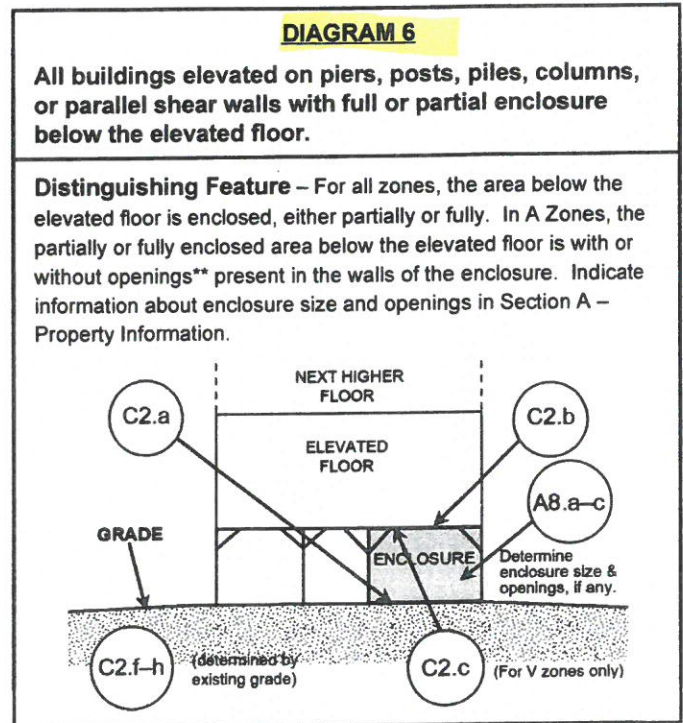 DIAGRAM 6
All buildings elevated on piers, posts, piles, columns,
or parallel shear walls with full or partial enclosure
below the elevated floor.
Distinguishing Feature – For all zones, the area below the
elevated floor is enclosed, either partially or fully. In A Zones, the
partially or fully enclosed area below the elevated floor is with or
without openings** present in the walls of the enclosure. Indicate
information about enclosure size and openings in Section A –
Property Information.
NEXT HIGHER
FLOOR
C2.a
C2.b
ELEVATED
FLOOR
A8.a–c
GRADE
ENCLOSURE
Determine
enclosure size &
openings, if any.
C2.f–h
(determined by
existing grade)
C2.c
(For V zones only)